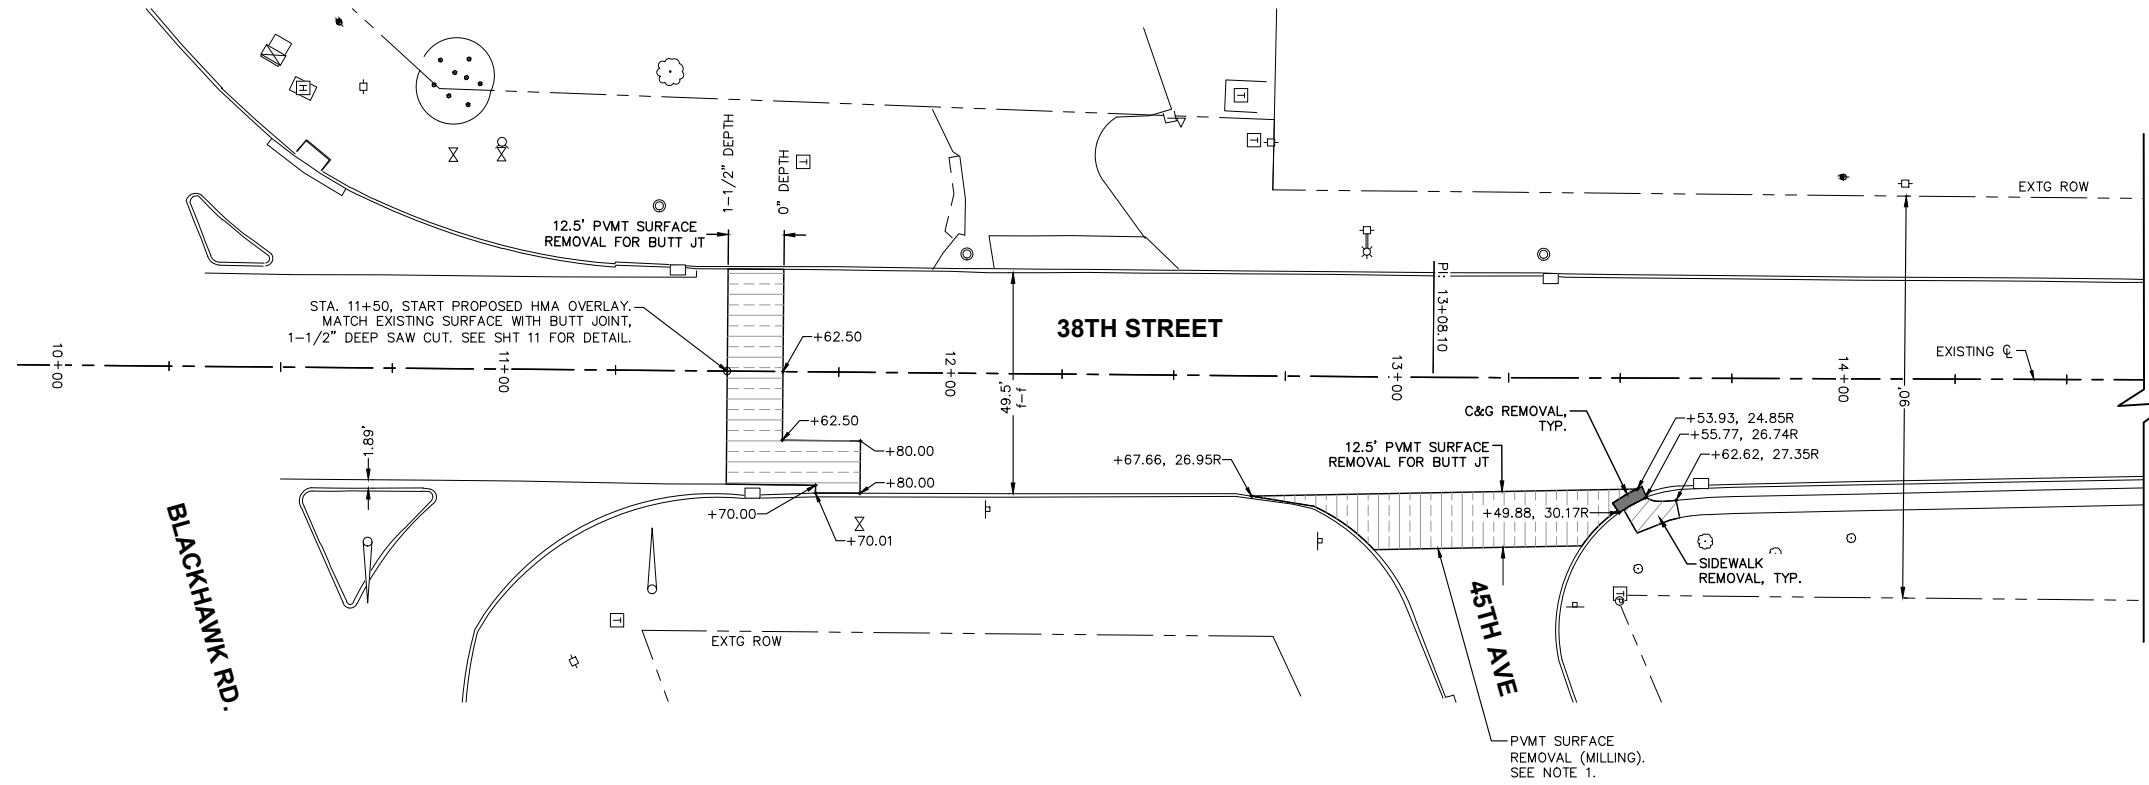 1-1/2" DEPTH
0" DEPTH
T
T
T
H
EXTG ROW
12.5' PVMT SURFACE
REMOVAL FOR BUTT JT
STA. 11+50, START PROPOSED HMA OVERLAY.
MATCH EXISTING SURFACE WITH BUTT JOINT,
1-1/2" DEEP SAW CUT. SEE SHT 11 FOR DETAIL.
+62.50
38TH STREET
PI: 13+08.10
EXISTING ℄
10+00
11+00
12+00
13+00
14+00
49.5'
f-f
90'
+62.50
+80.00
+80.00
+70.00
+70.01
1.89'
C&G REMOVAL,
TYP.
+53.93, 24.85R
+55.77, 26.74R
+62.62, 27.35R
12.5' PVMT SURFACE
REMOVAL FOR BUTT JT
+67.66, 26.95R
+49.88, 30.17R
SIDEWALK
REMOVAL, TYP.
BLACKHAWK RD.
45TH AVE
T
EXTG ROW
PVMT SURFACE
REMOVAL (MILLING).
SEE NOTE 1.